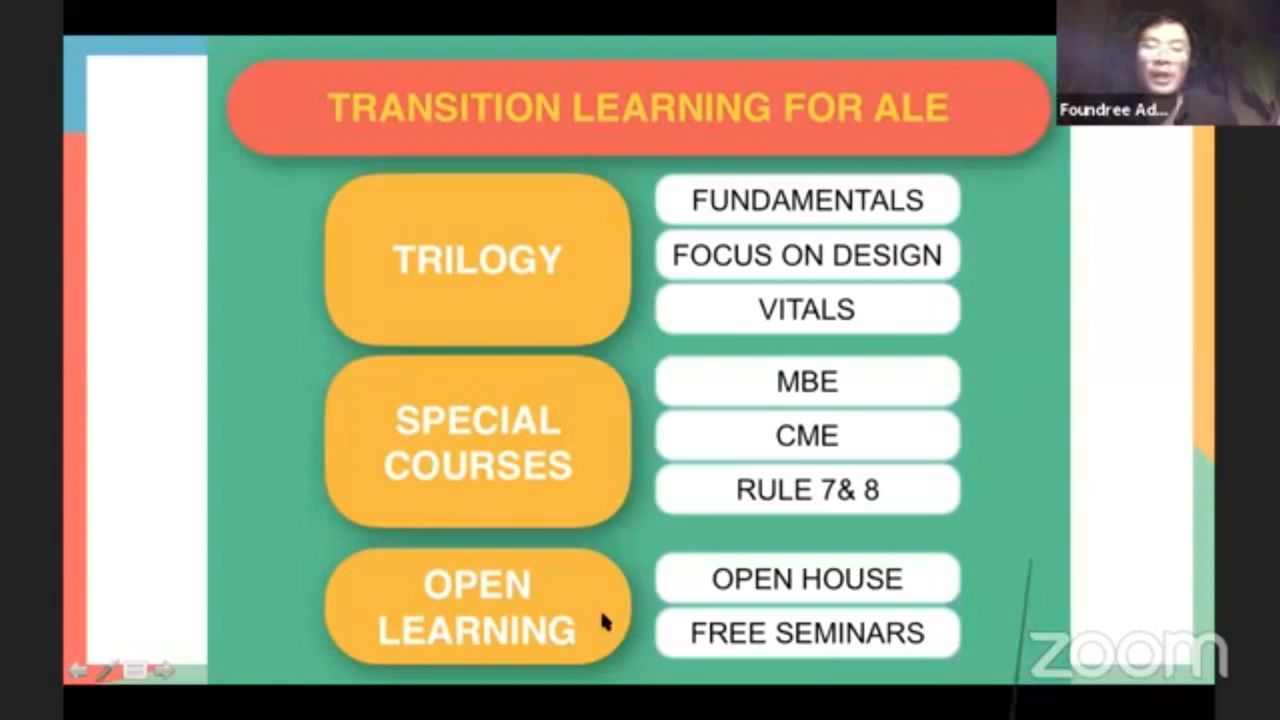 TRANSITION LEARNING FOR ALE
Foundree Ad...
TRILOGY
FUNDAMENTALS
FOCUS ON DESIGN
VITALS
SPECIAL
COURSES
MBE
CME
RULE 7& 8
OPEN
LEARNING
OPEN HOUSE
FREE SEMINARS
zoom